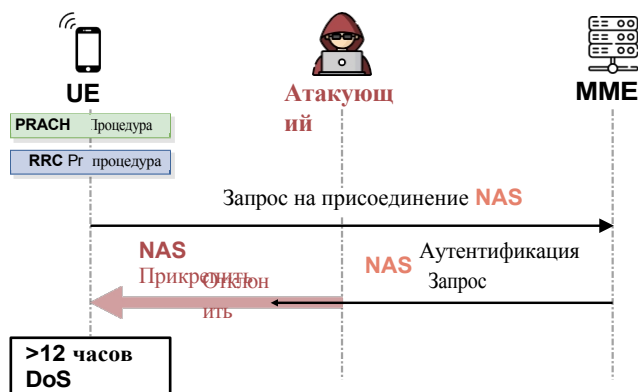 UE
Атакующ
ий
MME
PRACH Процедура
RRC Pr процедура
Запрос на присоединение NAS
NAS
Прикрепить
Отклон
ить
NAS Аутентификация
Запрос
>12 часов
DoS